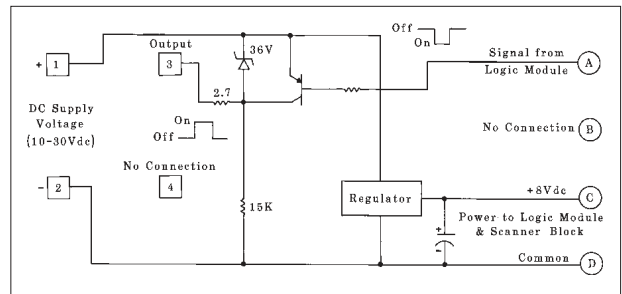 Off
On
Output
36V
Signal from
A
+ 1
3
Logic Module
2.7
DC Supply
Voltage
(10-30Vdc)
On
Off
No Connection
B
No Connection
- 2
4
15K
Regulator
+8Vdc
C
Power to Logic Module
& Scanner Block
+
-
Common
D